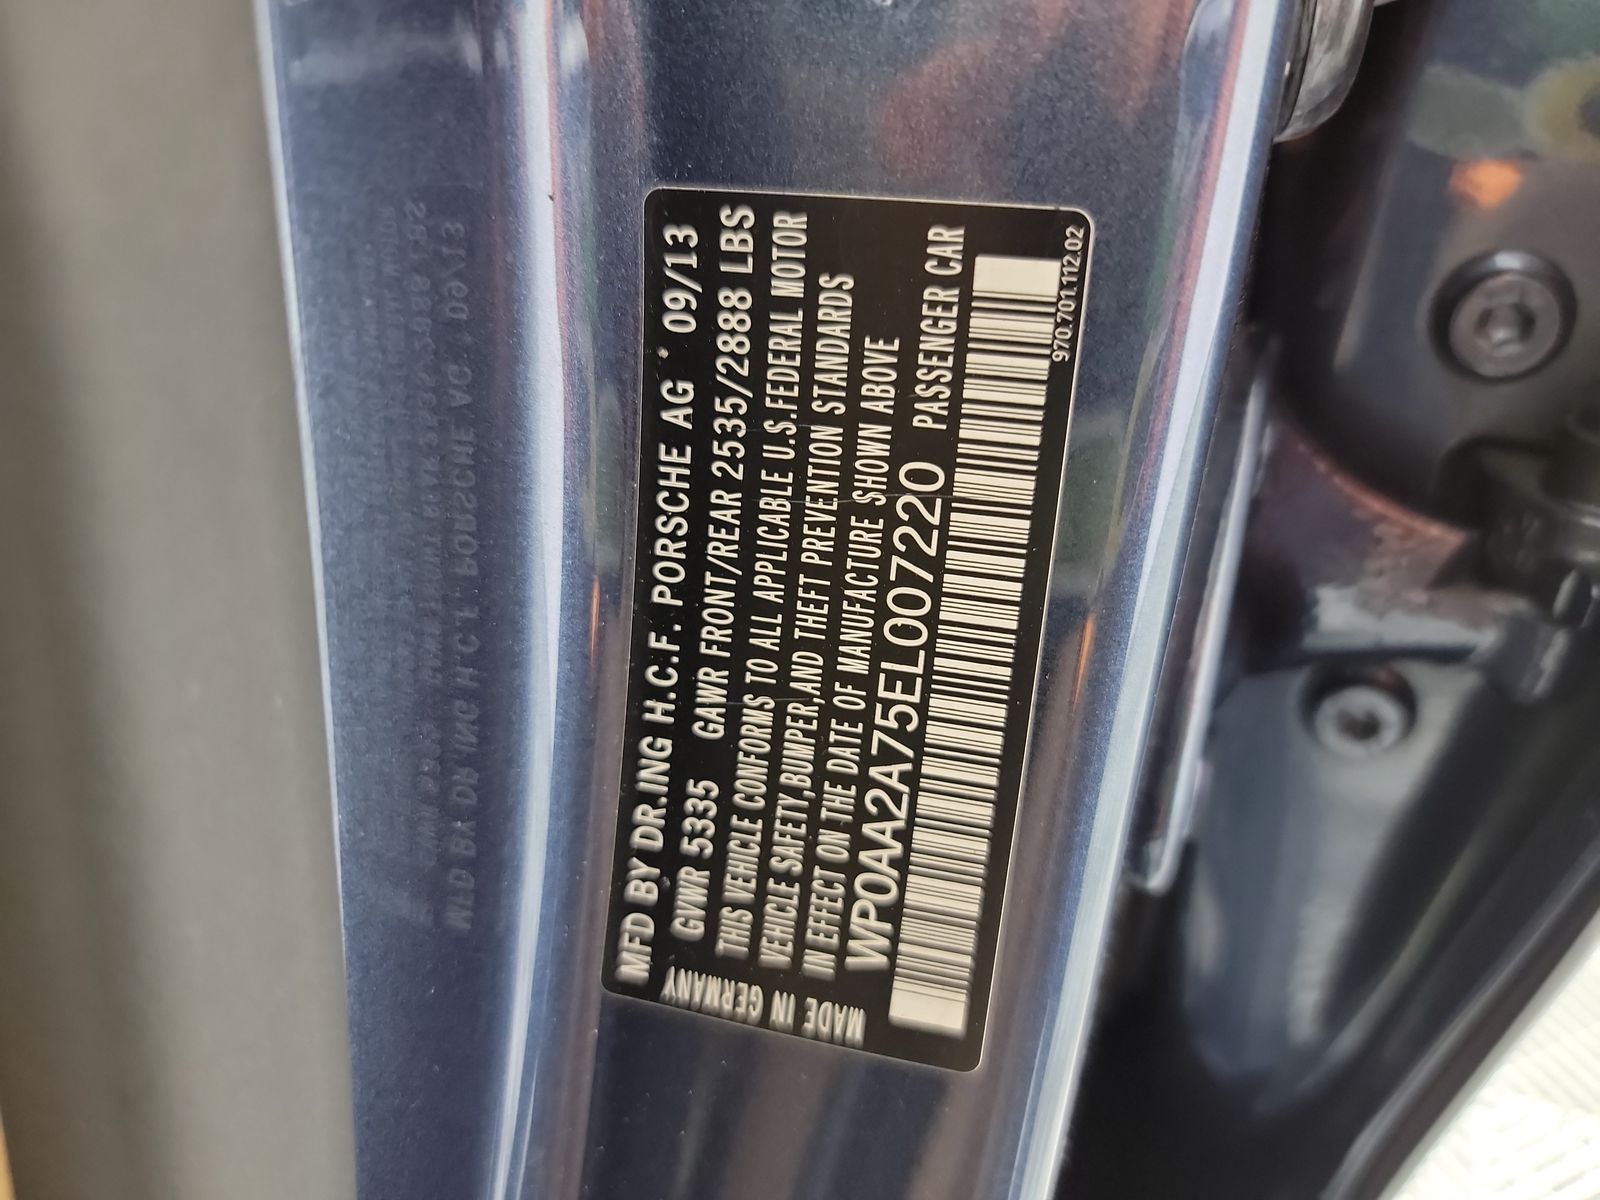 MFD BY DR.ING H.C.F. PORSCHE AG 09/13
GVWR 5335 GAWR FRONT/REAR 2535/2888 LBS
THIS VEHICLE CONFORMS TO ALL APPLICABLE U.S.FEDERAL MOTOR
VEHICLE SAFETY,BUMPER,AND THEFT PREVENTION STANDARDS
IN EFFECT ON THE DATE OF MANUFACTURE SHOWN ABOVE
WP0AA2A75EL007220 PASSENGER CAR
MADE IN GERMANY
970.701.112.02